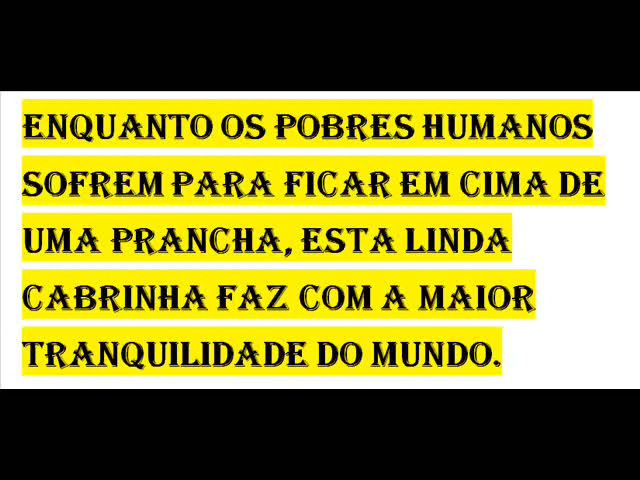 ENQUANTO OS POBRES HUMANOS
SOFREM PARA FICAR EM CIMA DE
UMA PRANCHA, ESTA LINDA
CABRINHA FAZ COM A MAIOR
TRANQUILIDADE DO MUNDO.